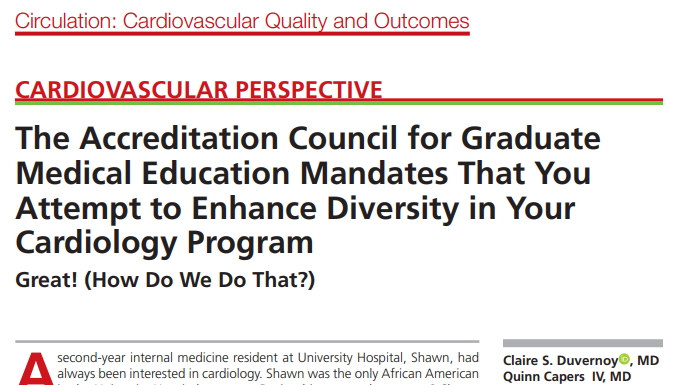 Circulation: Cardiovascular Quality and Outcomes
CARDIOVASCULAR PERSPECTIVE
The Accreditation Council for Graduate
Medical Education Mandates That You
Attempt to Enhance Diversity in Your
Cardiology Program
Great! (How Do We Do That?)
A second-year internal medicine resident at University Hospital, Shawn, had
always been interested in cardiology. Shawn was the only African American
Claire S. Duvernoy iD, MD
Quinn Capers IV, MD